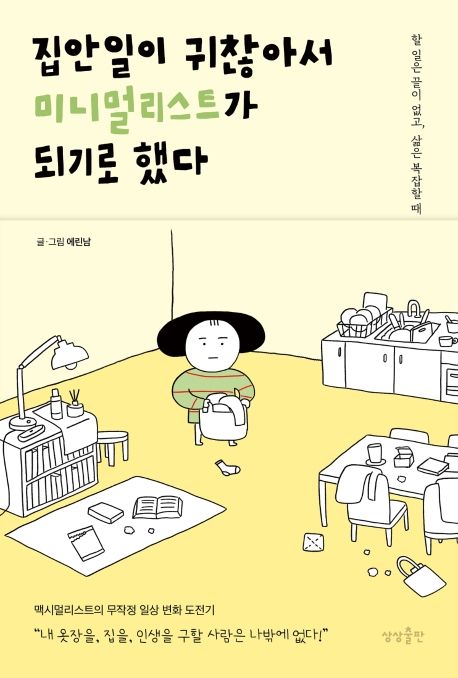 집안일이 귀찮아서
미니멀리스트가
되기로 했다
할 일은 끝이 없고, 삶은 복잡할 때
글·그림 에린남
맥시멀리스트의 무작정 일상 변화 도전기
“내 옷장을, 집을, 인생을 구할 사람은 나밖에 없다!”
상상출판